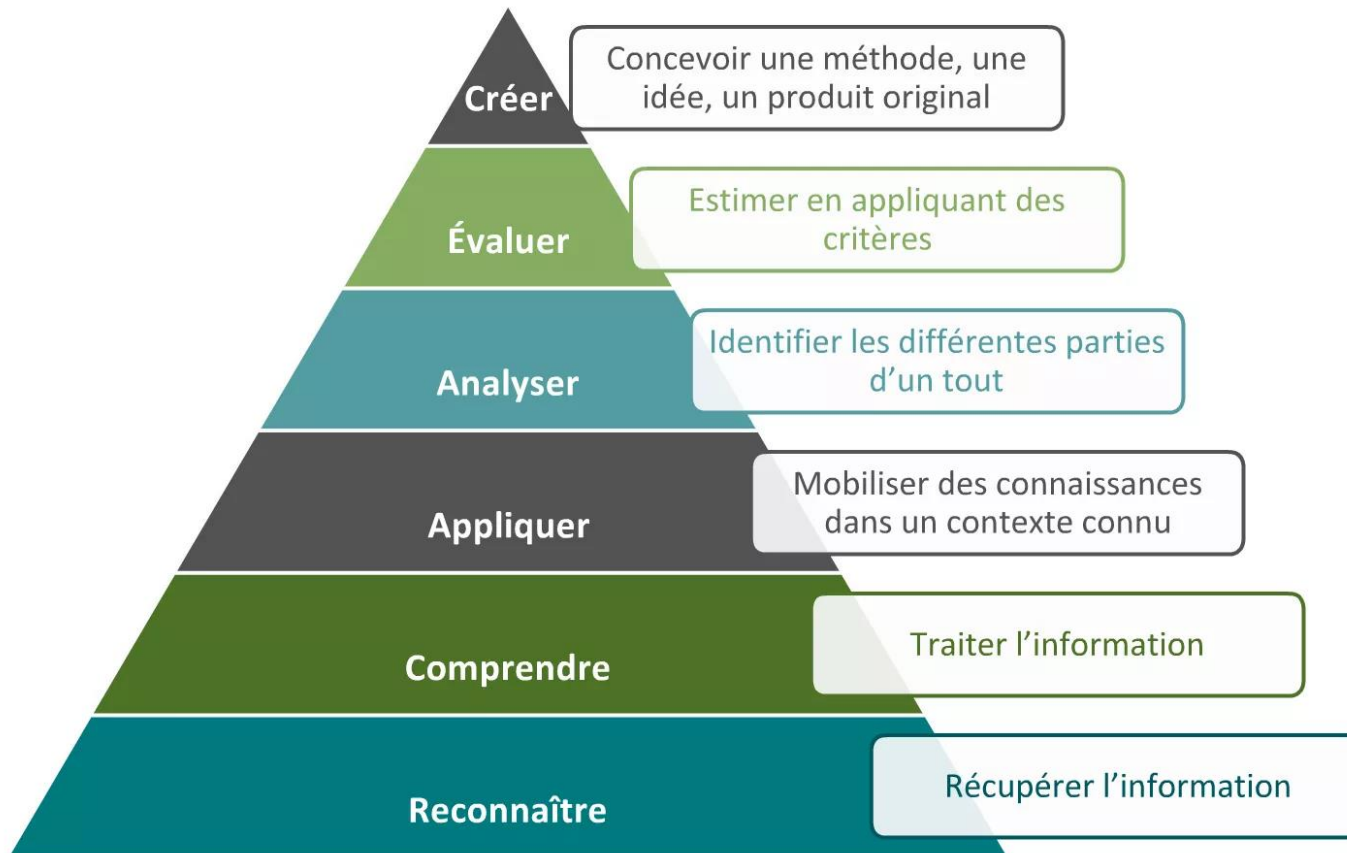 Créer
Concevoir une méthode, une
idée, un produit original
Évaluer
Estimer en appliquant des
critères
Analyser
Identifier les différentes parties
d’un tout
Appliquer
Mobiliser des connaissances
dans un contexte connu
Comprendre
Traiter l’information
Reconnaître
Récupérer l’information